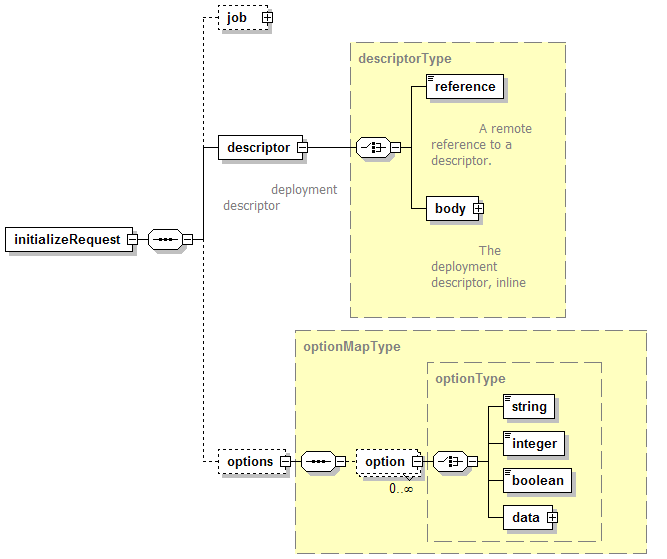 job
descriptorType
reference
A remote
reference to a
descriptor.
descriptor
deployment
descriptor
body
The
deployment
descriptor, inline
initializeRequest
optionMapType
optionType
string
integer
options
option
boolean
0..∞
data